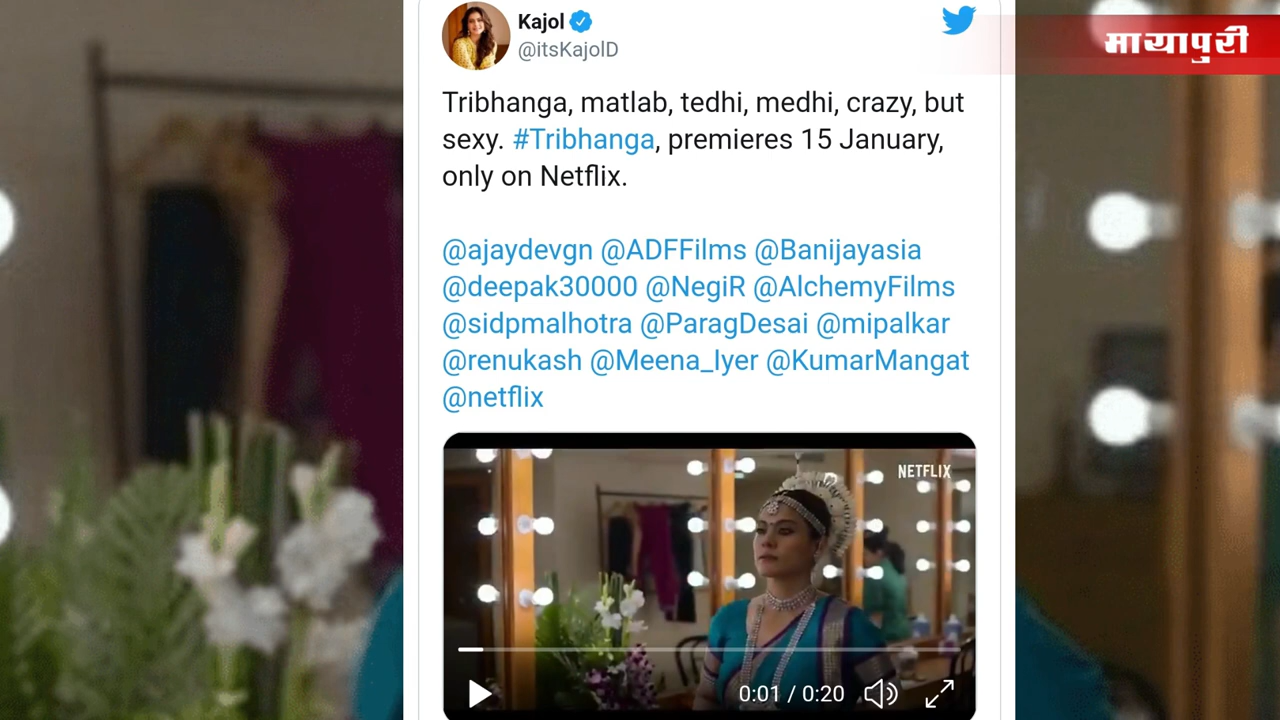 Kajol
@itsKajolD
मायापुरी
Tribhanga, matlab, tedhi, medhi, crazy, but
sexy. #Tribhanga, premieres 15 January,
only on Netflix.
@ajaydevgn @ADFFilms @Banijayasia
@deepak30000 @NegiR @AlchemyFilms
@sidpmalhotra @ParagDesai @mipalkar
@renukash @Meena_Iyer @KumarMangat
@netflix
NETFLIX
0:01 / 0:20